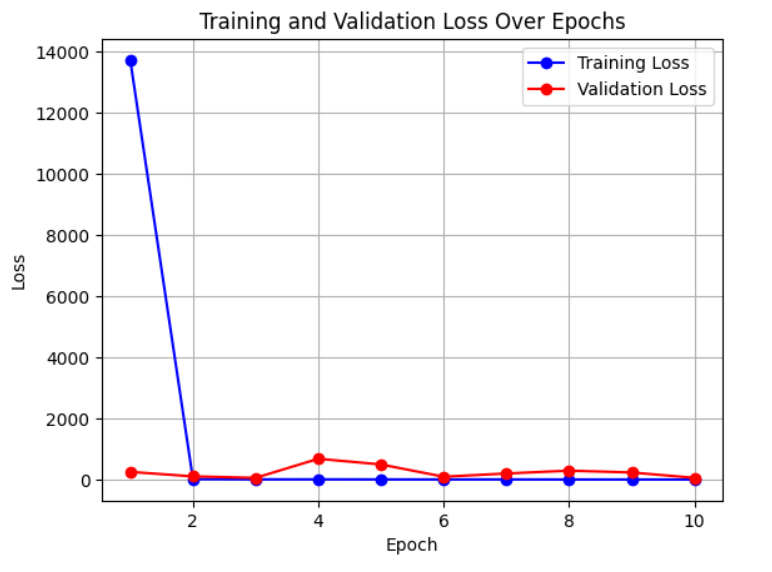 Training and Validation Loss Over Epochs
14000
12000
10000
8000
6000
4000
2000
0
Loss
Training Loss
Validation Loss
2 4 6 8 10
Epoch